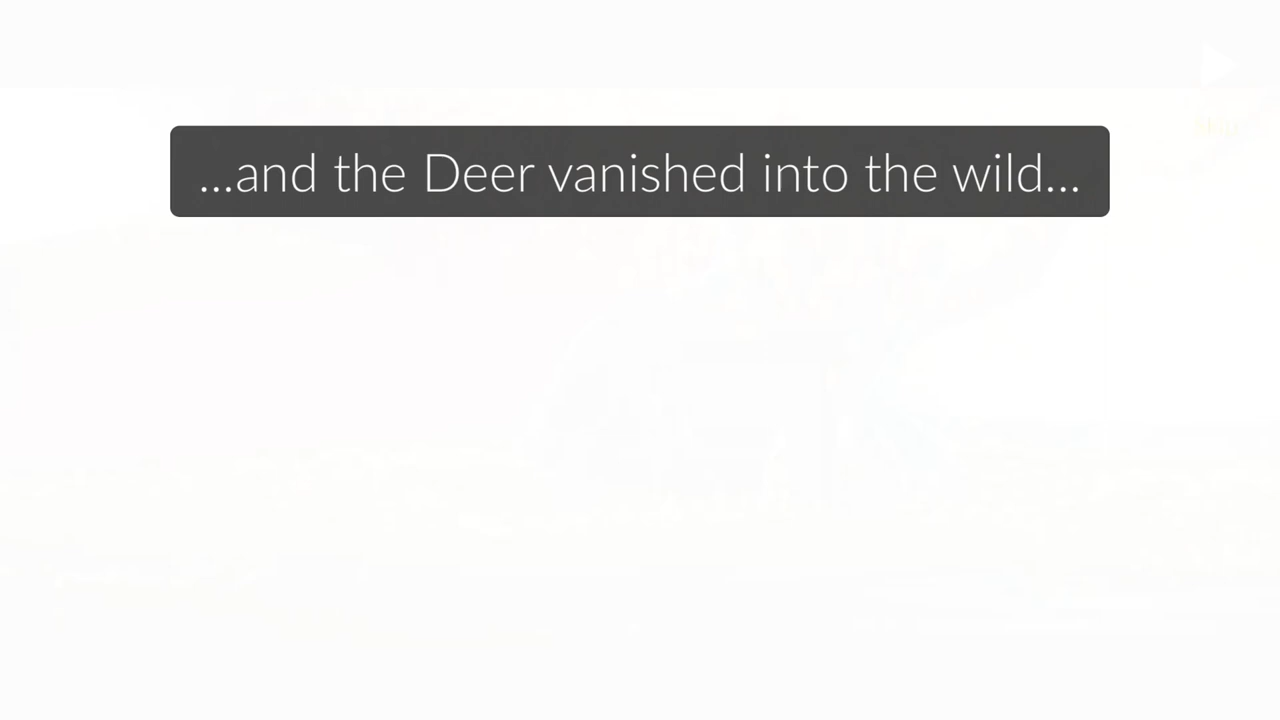 ...and the Deer vanished into the wild...